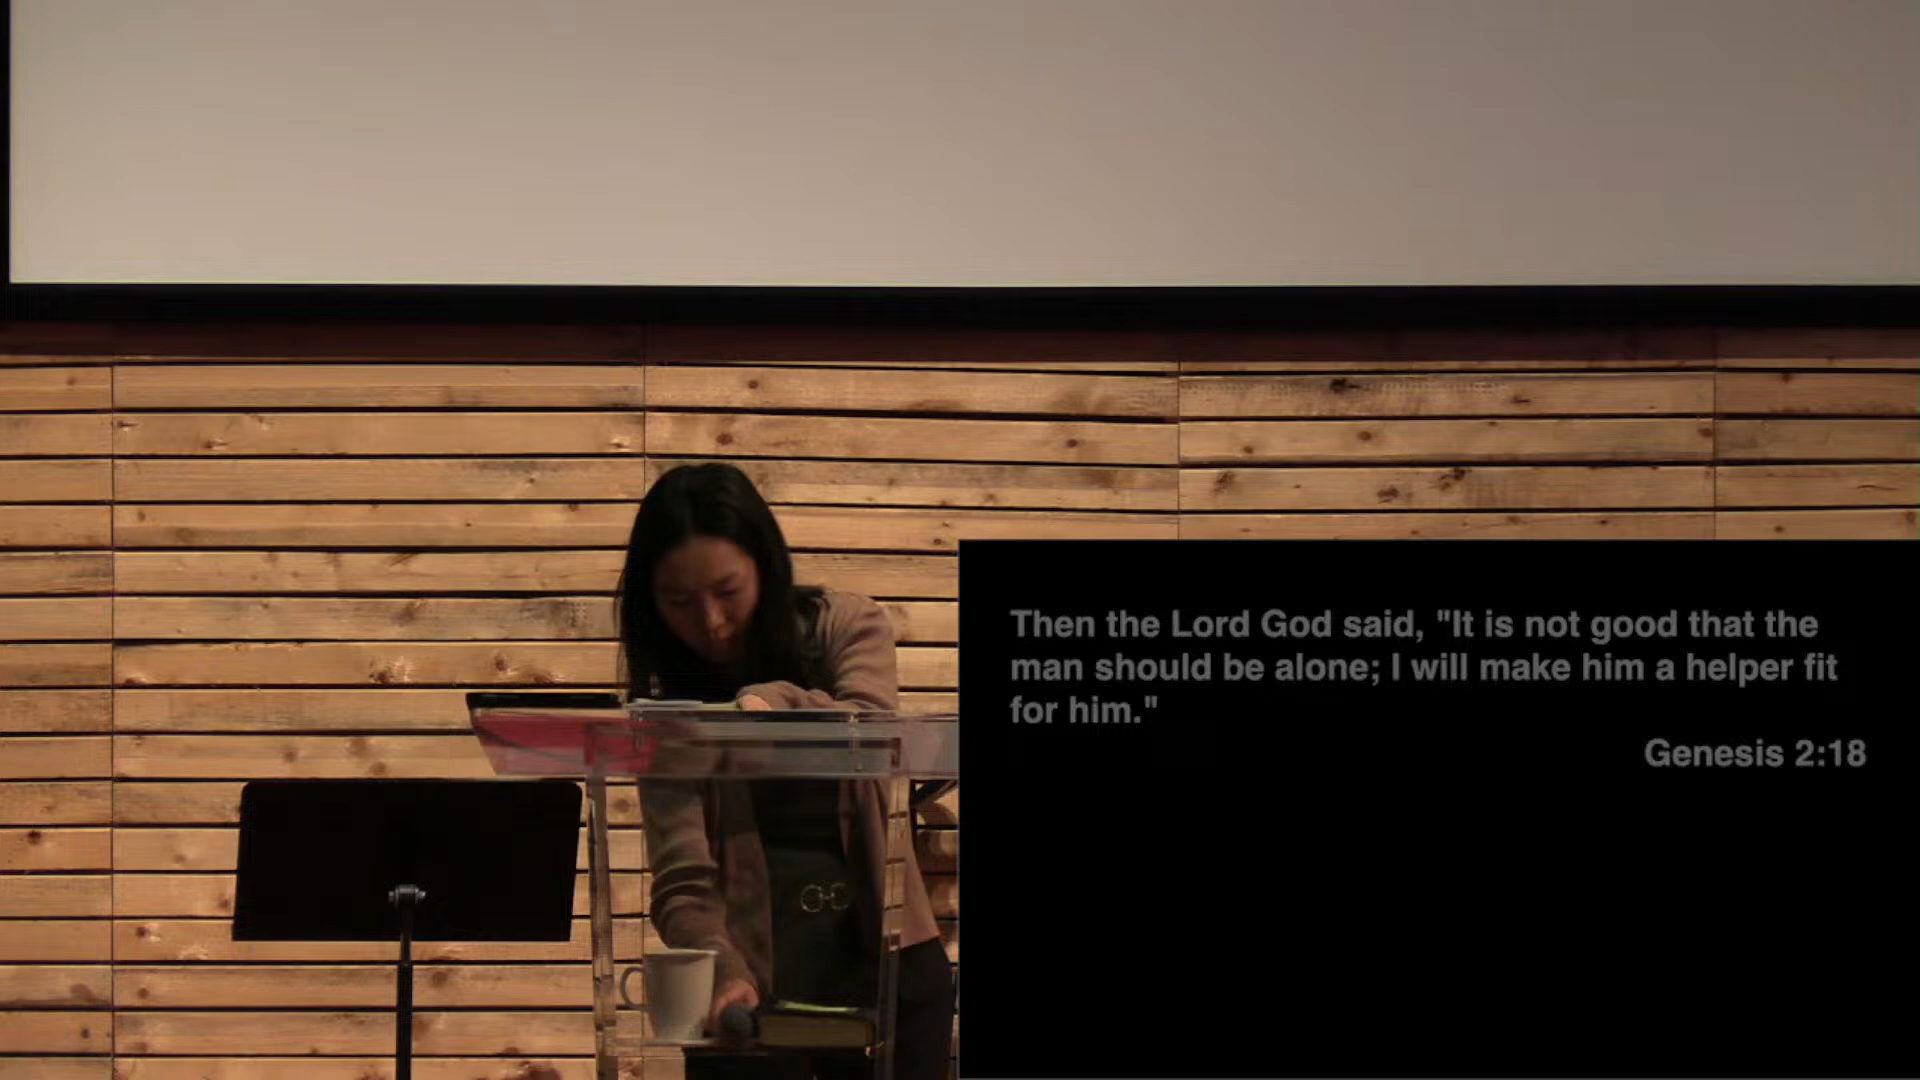 Then the Lord God said, "It is not good that the
man should be alone; I will make him a helper fit
for him."
Genesis 2:18